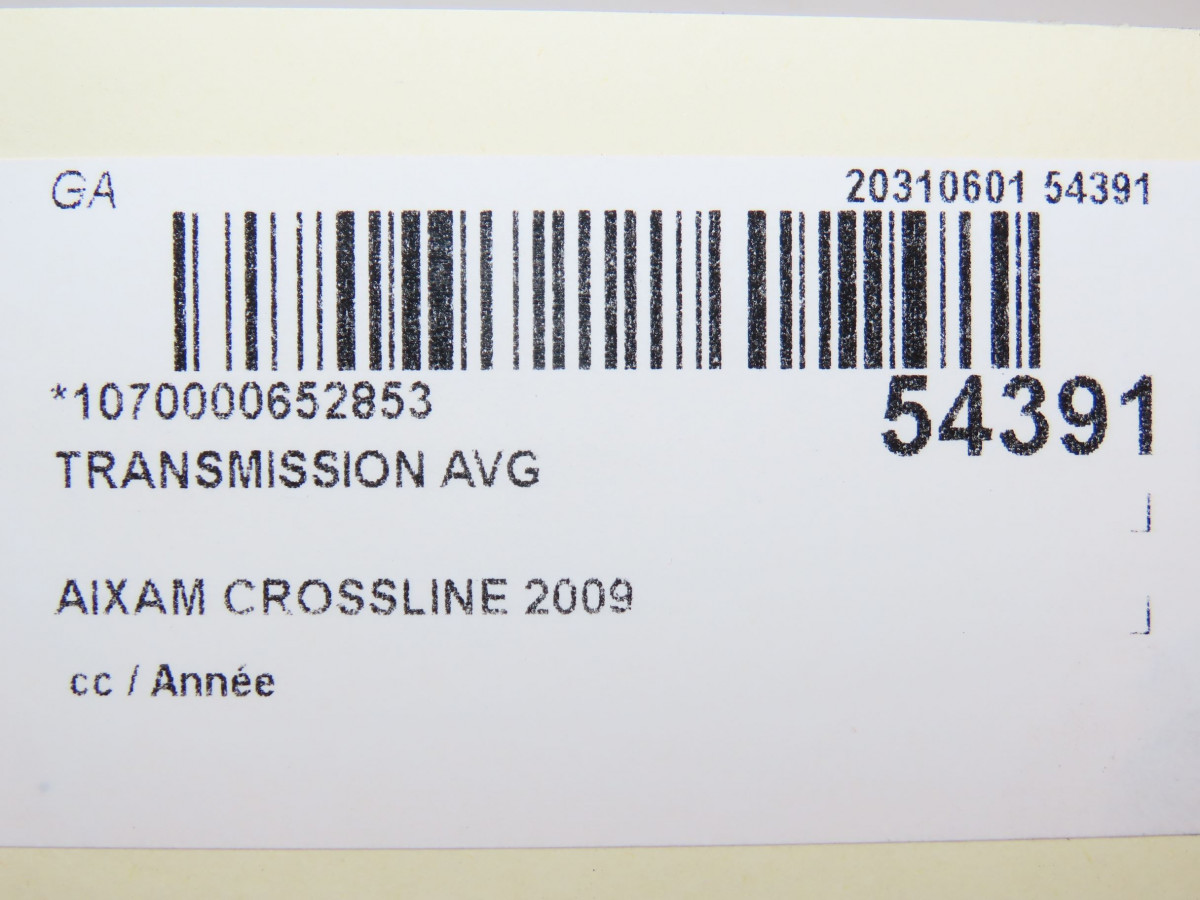 GA
20310601 54391
*1070000652853
54391
TRANSMISSION AVG
AIXAM CROSSLINE 2009
cc / Année